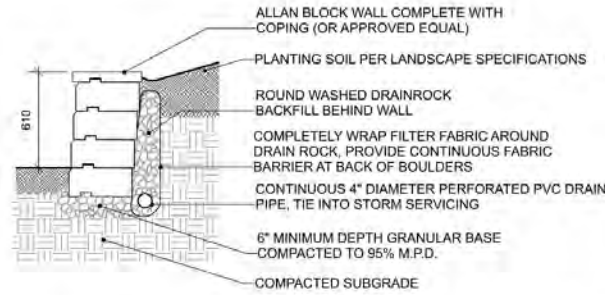 ALLAN BLOCK WALL COMPLETE WITH
COPING (OR APPROVED EQUAL)
PLANTING SOIL PER LANDSCAPE SPECIFICATIONS
ROUND WASHED DRAINROCK
BACKFILL BEHIND WALL
610
COMPLETELY WRAP FILTER FABRIC AROUND
DRAIN ROCK, PROVIDE CONTINUOUS FABRIC
BARRIER AT BACK OF BOULDERS
CONTINUOUS 4" DIAMETER PERFORATED PVC DRAIN
PIPE, TIE INTO STORM SERVICING
6" MINIMUM DEPTH GRANULAR BASE
COMPACTED TO 95% M.P.D.
COMPACTED SUBGRADE